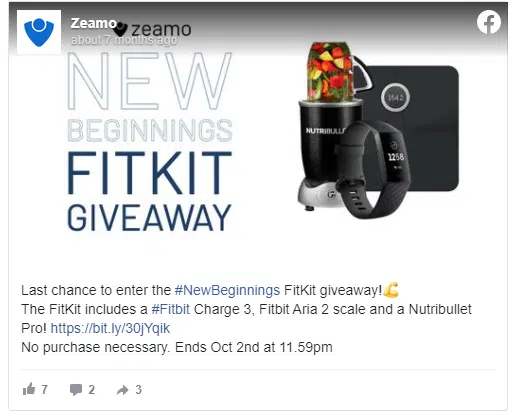 Zeamo
zeamo
about 7 months ago
NEW
BEGINNINGS
FITKIT
GIVEAWAY
NUTRIBULLET
1542
1258
Last chance to enter the #NewBeginnings FitKit giveaway!💪
The FitKit includes a #Fitbit Charge 3, Fitbit Aria 2 scale and a Nutribullet
Pro! https://bit.ly/30jYqik
No purchase necessary. Ends Oct 2nd at 11.59pm
7 2 3